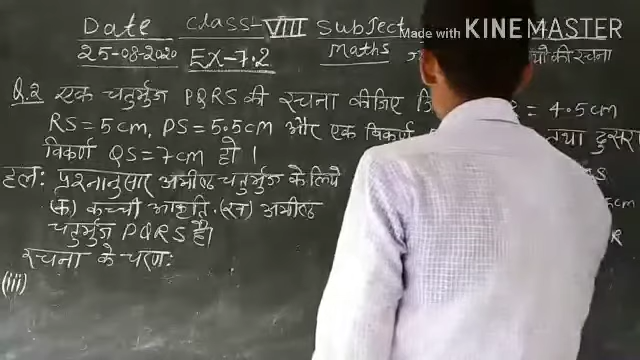 Date Class- VIII Subject
Made with KINEMASTER
25-08-2020 Ex-7.2 Maths की रचना
Q.2 एक चतुर्भुज PQRS की रचना कीजिए = 4.5cm
RS = 5cm, PS = 5.5cm और एक विकर्ण तथा दुसरा
विकर्ण QS = 7cm हो।
हल: प्रश्नानुसार अभीष्ठ चतुर्भुज के लिये
(क) कच्ची आकृति (ख) अभीष्ठ cm
चतुर्भुज PQRS है। R
रचना के चरण:
(iii)